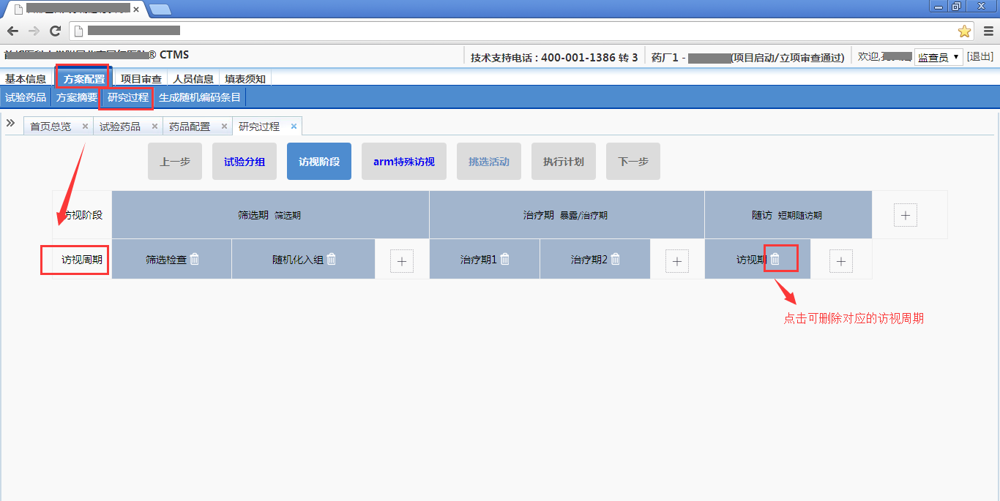 ® CTMS
技术支持电话 : 400-001-1386 转 3
药厂1 - (项目启动/立项审查通过)
欢迎,
监查员
[退出]
基本信息 方案配置 项目审查 人员信息 填表须知
试验药品 方案摘要 研究过程 生成随机编码条目
首页总览 试验药品 药品配置 研究过程
上一步 试验分组 访视阶段 arm特殊访视 挑选活动 执行计划 下一步
访视阶段 筛选期 筛选期 治疗期 暴露/治疗期 随访 短期随访期
访视周期 筛选检查 随机化入组 治疗期1 治疗期2 访视期
点击可删除对应的访视周期